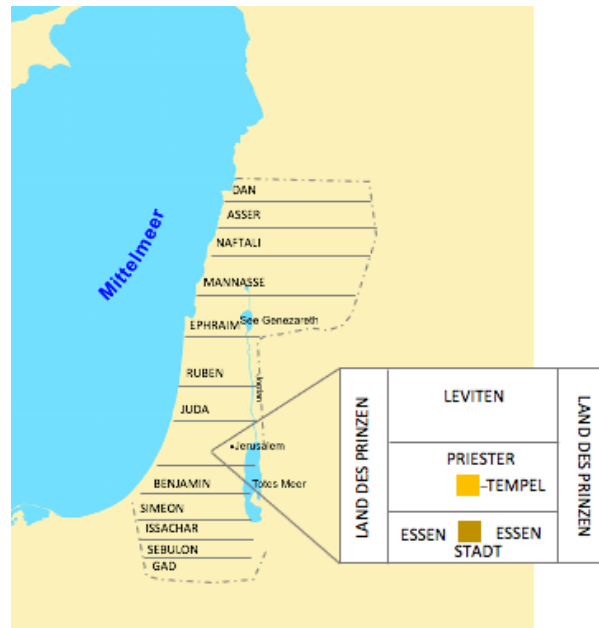 Mittelmeer
DAN
ASSER
NAFTALI
MANNASSE
EPHRAIM
See Genezareth
RUBEN
Jordan
JUDA
Jerusalem
BENJAMIN
Totes Meer
SIMEON
ISSACHAR
SEBULON
GAD
LAND DES PRINZEN
LEVITEN
PRIESTER
TEMPEL
ESSEN ESSEN
STADT
LAND DES PRINZEN